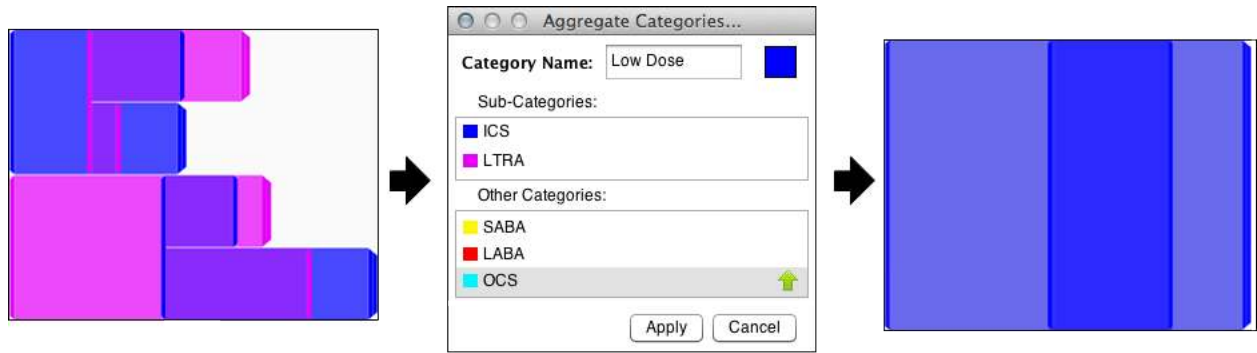 Aggregate Categories...
Category Name: Low Dose
Sub-Categories:
ICS
LTRA
Other Categories:
SABA
LABA
OCS
Apply Cancel